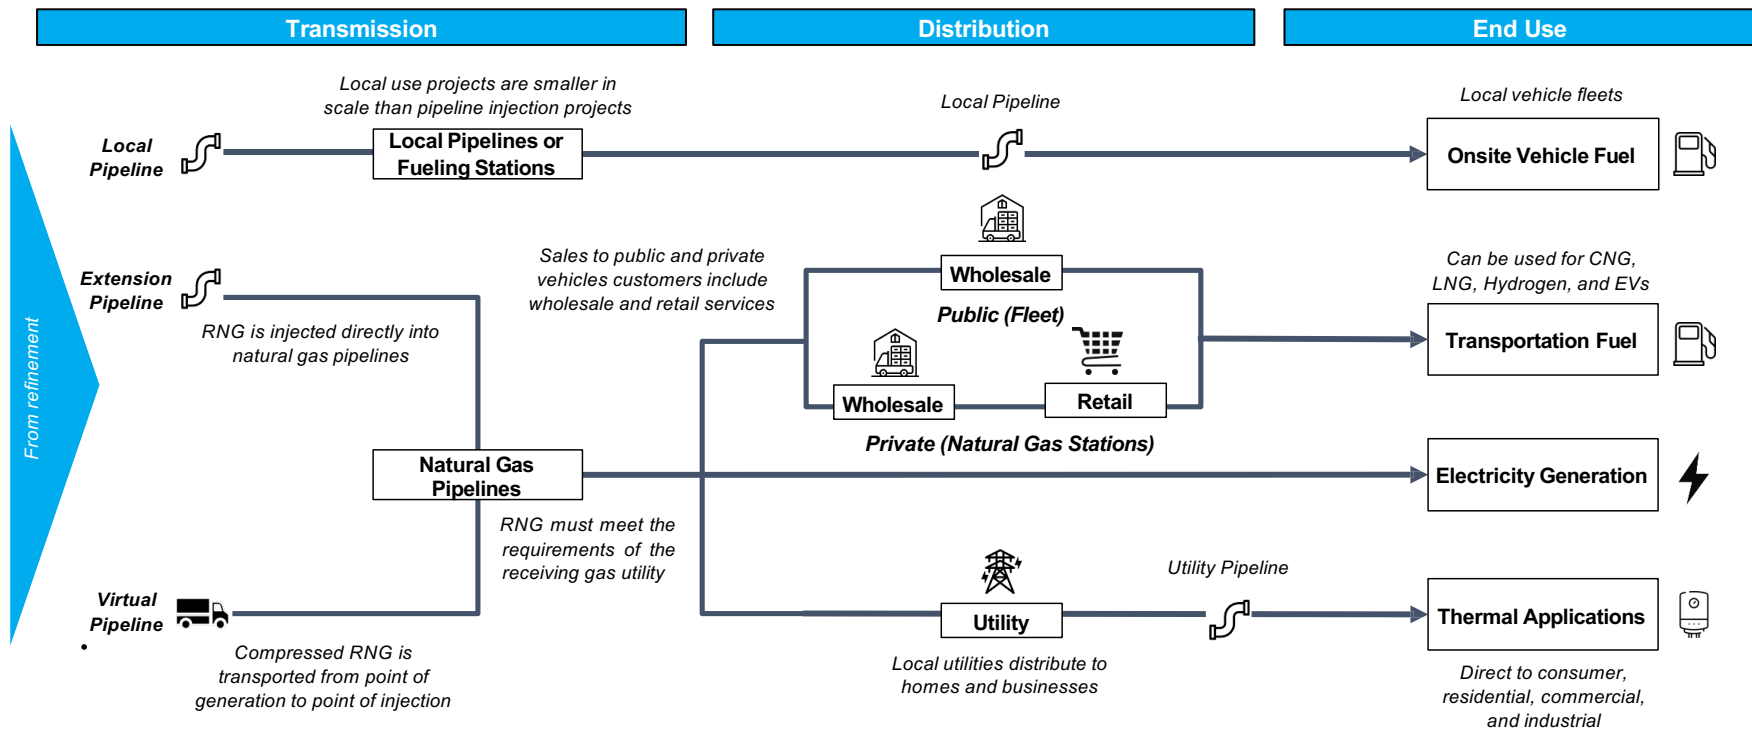 Transmission
Distribution
End Use
From refinement
Local
Pipeline
Local use projects are smaller in
scale than pipeline injection projects
Local Pipelines or
Fueling Stations
Local Pipeline
Local vehicle fleets
Onsite Vehicle Fuel
Extension
Pipeline
RNG is injected directly into
natural gas pipelines
Sales to public and private
vehicles customers include
wholesale and retail services
Wholesale
Public (Fleet)
Wholesale
Retail
Private (Natural Gas Stations)
Can be used for CNG,
LNG, Hydrogen, and EVs
Transportation Fuel
Natural Gas
Pipelines
RNG must meet the
requirements of the
receiving gas utility
Electricity Generation
Virtual
Pipeline
•
Compressed RNG is
transported from point of
generation to point of injection
Utility
Local utilities distribute to
homes and businesses
Utility Pipeline
Thermal Applications
Direct to consumer,
residential, commercial,
and industrial